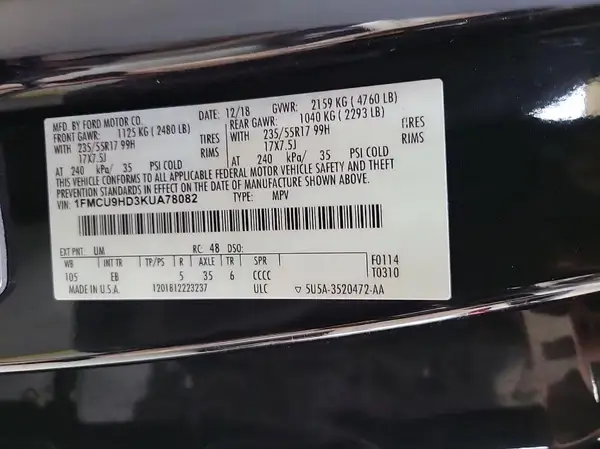 MFD. BY FORD MOTOR CO. DATE: 12/18 GVWR: 2159 KG ( 4760 LB)
FRONT GAWR: 1125 KG ( 2480 LB) REAR GAWR: 1040 KG ( 2293 LB)
WITH 235/55R17 99H TIRES WITH 235/55R17 99H TIRES
17X7.5J RIMS 17X7.5J RIMS
AT 240 kPa/ 35 PSI COLD AT 240 kPa/ 35 PSI COLD
THIS VEHICLE CONFORMS TO ALL APPLICABLE FEDERAL MOTOR VEHICLE SAFETY AND THEFT
PREVENTION STANDARDS IN EFFECT ON THE DATE OF MANUFACTURE SHOWN ABOVE.
VIN: 1FMCU9HD3KUA78082 TYPE: MPV
EXT PNT: UM RC: 48 DSO: F0114
WB INT TR TP/PS R AXLE TR SPR T0310
105 EB 5 35 6 CCCC
MADE IN U.S.A. 1201812223237 ULC ▽ 5U5A-3520472-AA